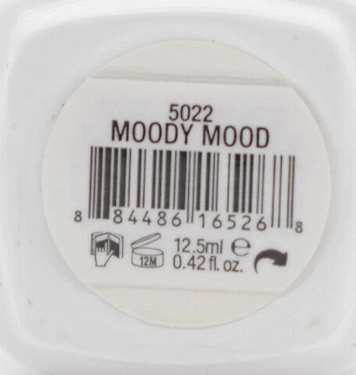 5022
MOODY MOOD
8 84486 16526 8
12M
12.5ml ℮
0.42 fl. oz.